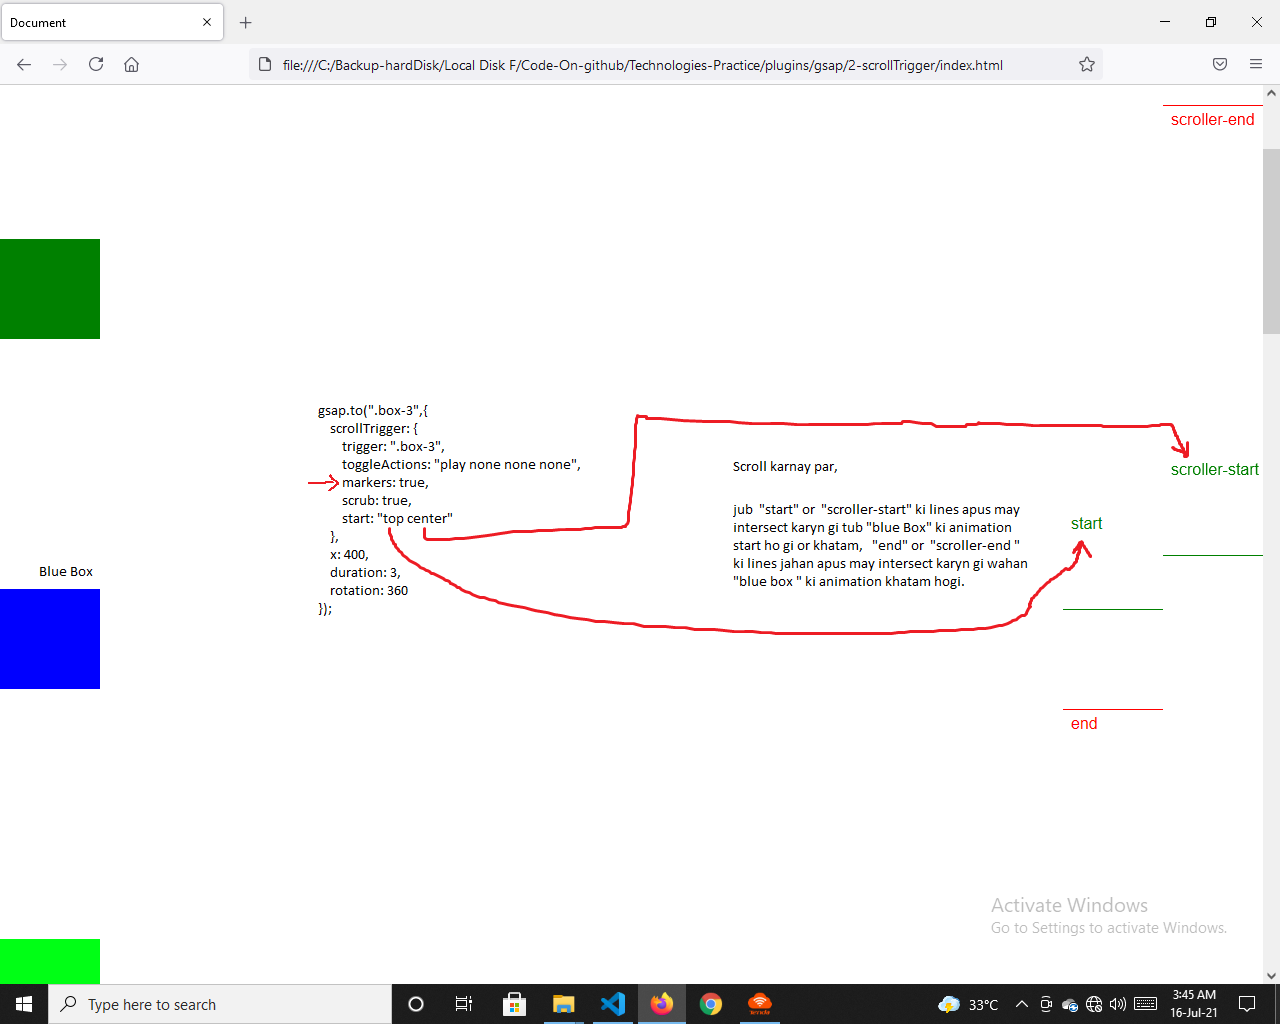 Document
file:///C:/Backup-hardDisk/Local Disk F/Code-On-github/Technologies-Practice/plugins/gsap/2-scrollTrigger/index.html
scroller-end
gsap.to(".box-3",{
scrollTrigger: {
trigger: ".box-3",
toggleActions: "play none none none",
markers: true,
scrub: true,
start: "top center"
},
x: 400,
duration: 3,
rotation: 360
});
Scroll karnay par,
jub "start" or "scroller-start" ki lines apus may
intersect karyn gi tub "blue Box" ki animation
start ho gi or khatam, "end" or "scroller-end "
ki lines jahan apus may intersect karyn gi wahan
"blue box " ki animation khatam hogi.
scroller-start
start
Blue Box
end
Activate Windows
Go to Settings to activate Windows.
Type here to search
Tenda
33°C
3:45 AM
16-Jul-21